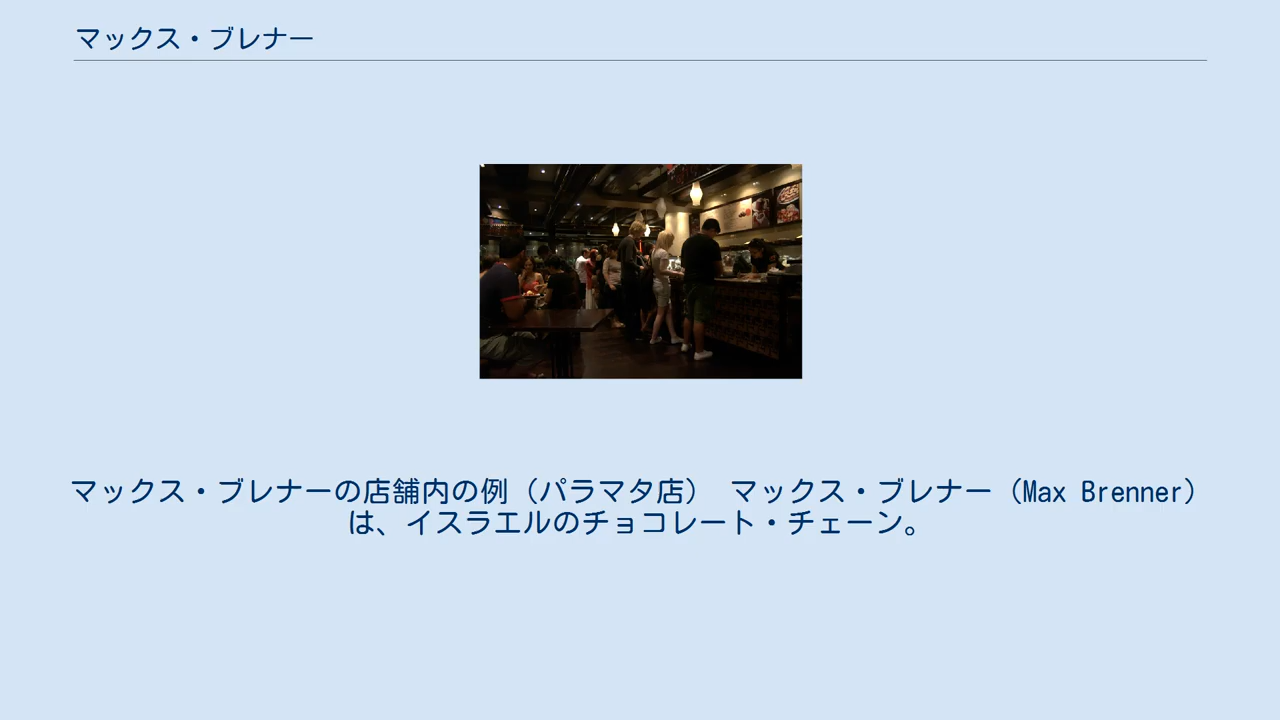 マックス・ブレナー
マックス・ブレナーの店舗内の例（パラマタ店） マックス・ブレナー（Max Brenner）
は、イスラエルのチョコレート・チェーン。